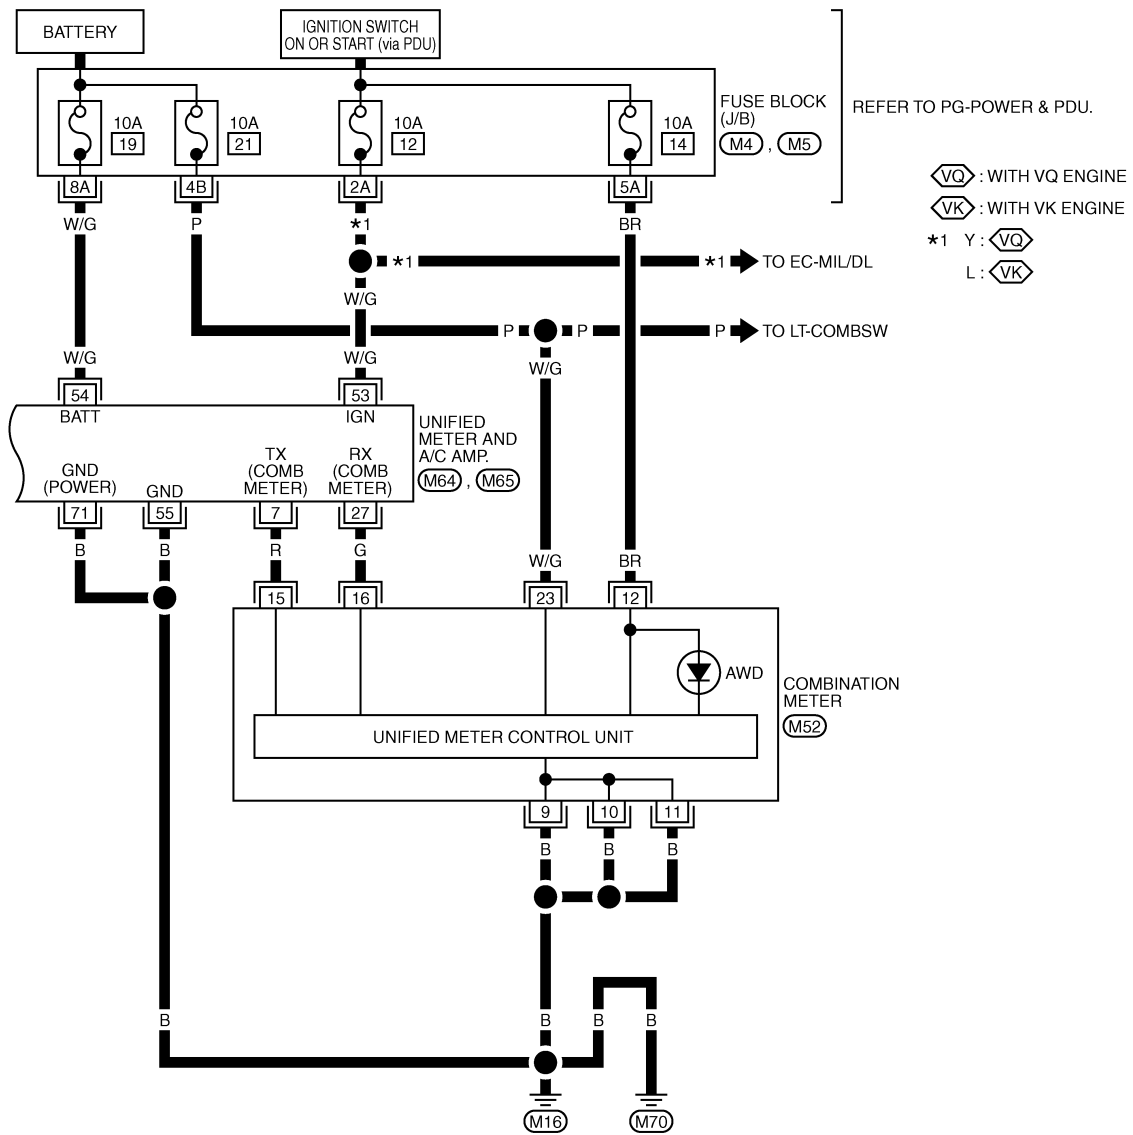 BATTERY
IGNITION SWITCH
ON OR START (via PDU)
10A
19
10A
21
10A
12
10A
14
FUSE BLOCK
(J/B)
M4 , M5
REFER TO PG-POWER & PDU.
VQ : WITH VQ ENGINE
VK : WITH VK ENGINE
*1 Y : VQ
L : VK
8A
4B
2A
5A
W/G
P
*1
BR
*1
*1
TO EC-MIL/DL
W/G
P
P
P
TO LT-COMBSW
W/G
W/G
W/G
54
53
BATT
IGN
UNIFIED
METER AND
A/C AMP.
M64 , M65
GND
(POWER)
GND
TX
(COMB
METER)
RX
(COMB
METER)
71
55
7
27
B
B
R
G
W/G
BR
15
16
23
12
AWD
COMBINATION
METER
M52
UNIFIED METER CONTROL UNIT
9
10
11
B
B
B
B
B
B
B
M16
M70